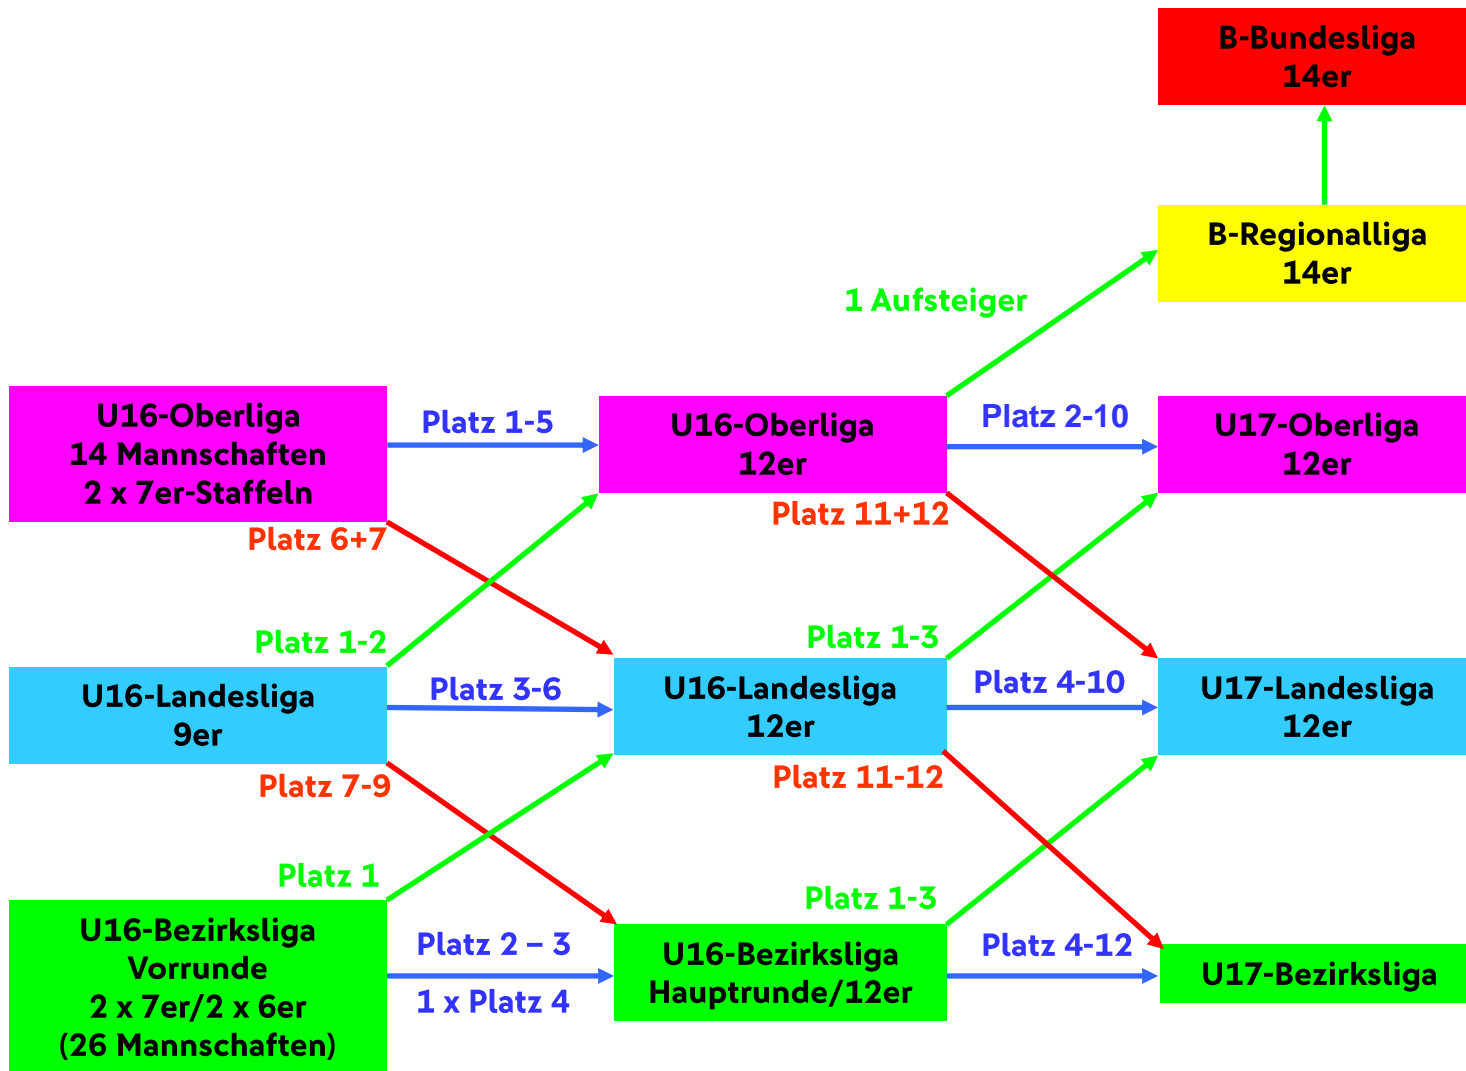 B-Bundesliga
14er
B-Regionalliga
14er
1 Aufsteiger
U16-Oberliga
14 Mannschaften
2 x 7er-Staffeln
Platz 1-5
U16-Oberliga
12er
Platz 2-10
U17-Oberliga
12er
Platz 6+7
Platz 11+12
Platz 1-2
Platz 1-3
U16-Landesliga
9er
Platz 3-6
U16-Landesliga
12er
Platz 4-10
U17-Landesliga
12er
Platz 7-9
Platz 11-12
Platz 1
Platz 1-3
U16-Bezirksliga
Vorrunde
2 x 7er/2 x 6er
(26 Mannschaften)
Platz 2 – 3
1 x Platz 4
U16-Bezirksliga
Hauptrunde/12er
Platz 4-12
U17-Bezirksliga